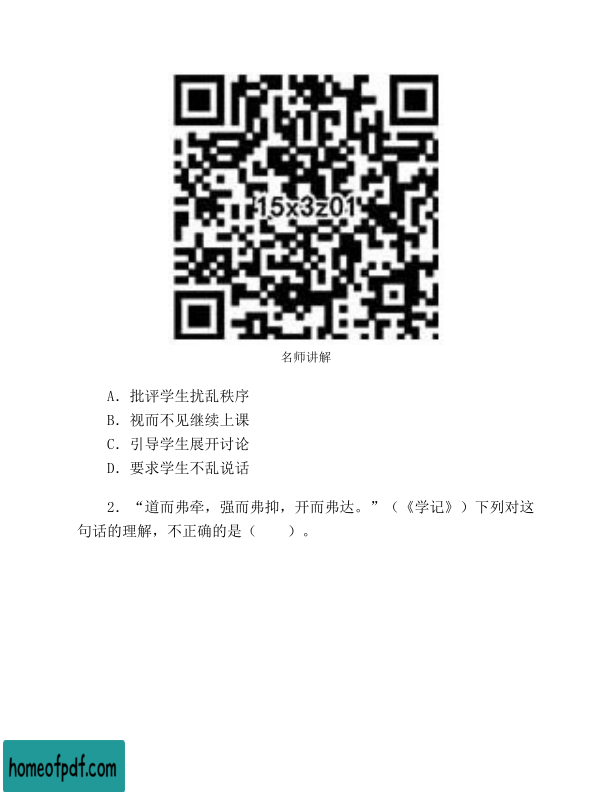 15x3z01
名师讲解
A．批评学生扰乱秩序
B．视而不见继续上课
C．引导学生展开讨论
D．要求学生不乱说话
2．“道而弗牵，强而弗抑，开而弗达。”（《学记》）下列对这
句话的理解，不正确的是（　　）。
homeofpdf.com